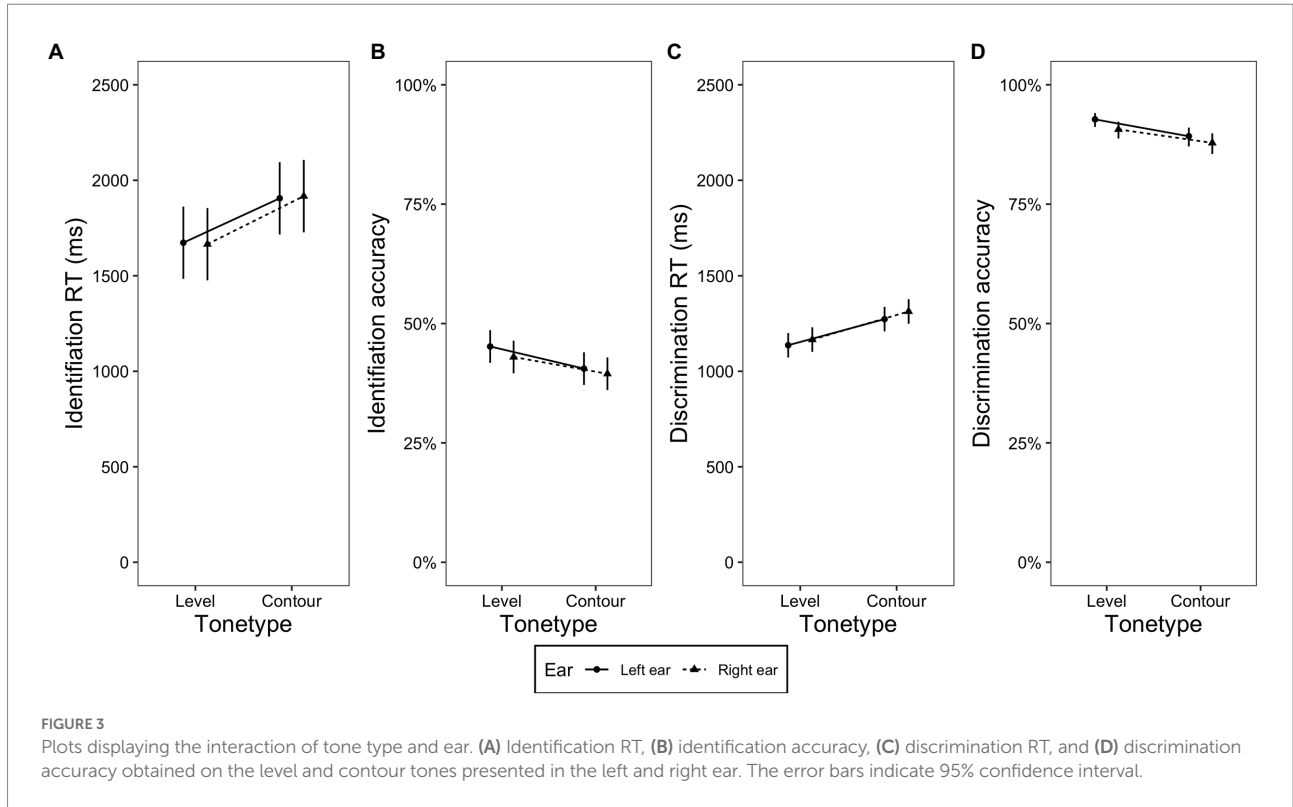 A
B
C
D
2500
2000
1500
1000
500
0
Identifiation RT (ms)
Level
Contour
Tonetype
100%
75%
50%
25%
0%
Identifiation accuracy
Level
Contour
Tonetype
2500
2000
1500
1000
500
0
Discrimination RT (ms)
Level
Contour
Tonetype
100%
75%
50%
25%
0%
Discrimination accuracy
Level
Contour
Tonetype
Ear Left ear Right ear
FIGURE 3
Plots displaying the interaction of tone type and ear. (A) Identification RT, (B) identification accuracy, (C) discrimination RT, and (D) discrimination
accuracy obtained on the level and contour tones presented in the left and right ear. The error bars indicate 95% confidence interval.